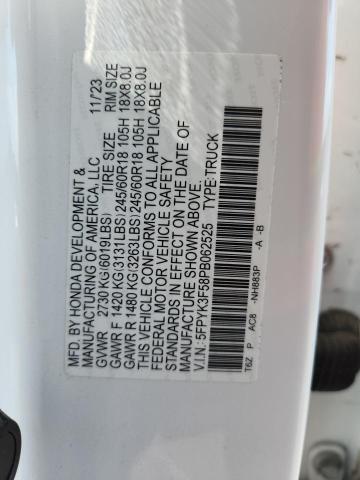 MFD. BY HONDA DEVELOPMENT &
MANUFACTURING OF AMERICA, LLC 11/23
GVWR 2730 KG(6019LBS) TIRE SIZE RIM SIZE
GAWR F 1420 KG(3131LBS)245/60R18 105H 18X8.0J
GAWR R 1480 KG(3263LBS)245/60R18 105H 18X8.0J
THIS VEHICLE CONFORMS TO ALL APPLICABLE
FEDERAL MOTOR VEHICLE SAFETY
STANDARDS IN EFFECT ON THE DATE OF
MANUFACTURE SHOWN ABOVE.
V.I.N.: 5FPYK3F58PB062525 TYPE:TRUCK
T6Z P AC8 -NH883P -A -B